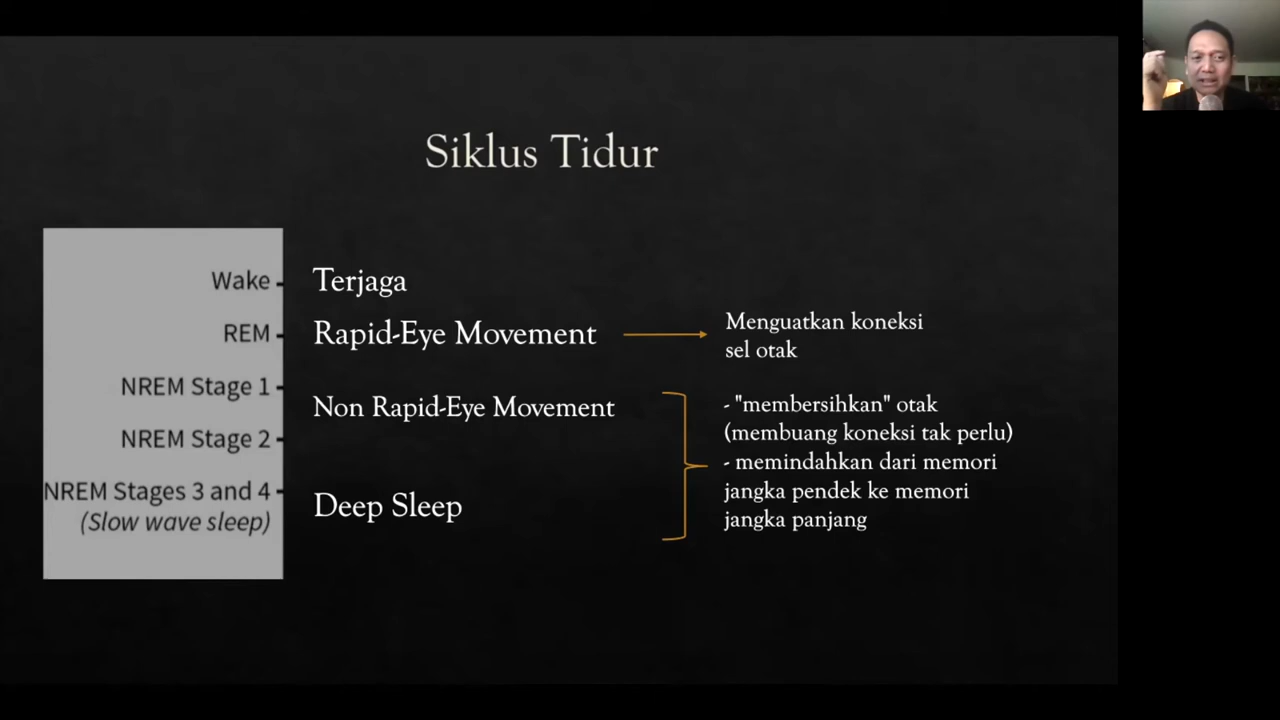 Siklus Tidur
Wake
Terjaga
REM
Rapid-Eye Movement
Menguatkan koneksi
sel otak
NREM Stage 1
Non Rapid-Eye Movement
NREM Stage 2
NREM Stages 3 and 4
(Slow wave sleep)
Deep Sleep
- "membersihkan" otak
(membuang koneksi tak perlu)
- memindahkan dari memori
jangka pendek ke memori
jangka panjang